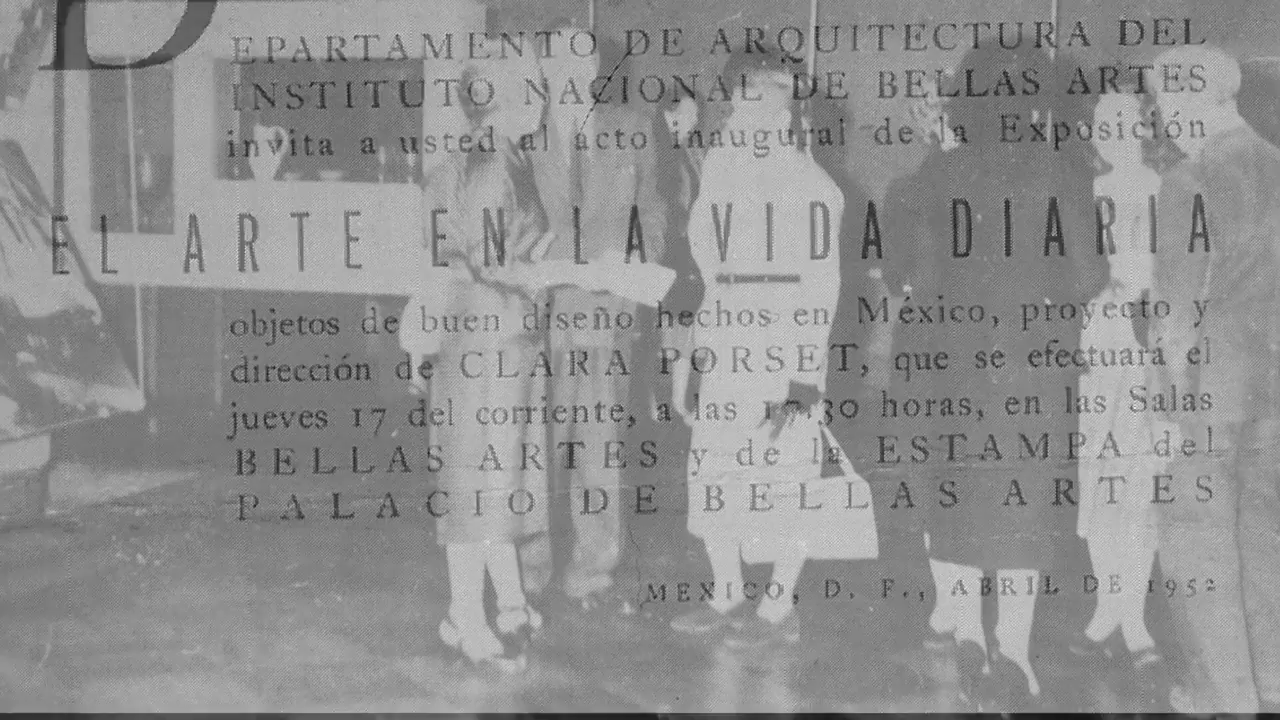 DEPARTAMENTO DE ARQUITECTURA DEL
INSTITUTO NACIONAL DE BELLAS ARTES
invita a usted al acto inaugural de la Exposición
EL ARTE EN LA VIDA DIARIA
objetos de buen diseño hechos en México, proyecto y
dirección de CLARA PORSET, que se efectuará el
jueves 17 del corriente, a las 17.30 horas, en las Salas
BELLAS ARTES y de la ESTAMPA del
PALACIO DE BELLAS ARTES
MEXICO, D. F., ABRIL DE 1952